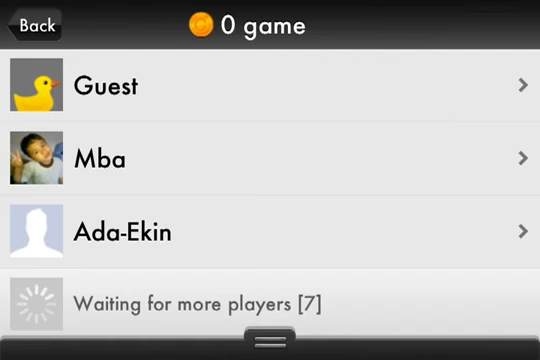 Back
0 game
Guest
Mba
Ada-Ekin
Waiting for more players [7]